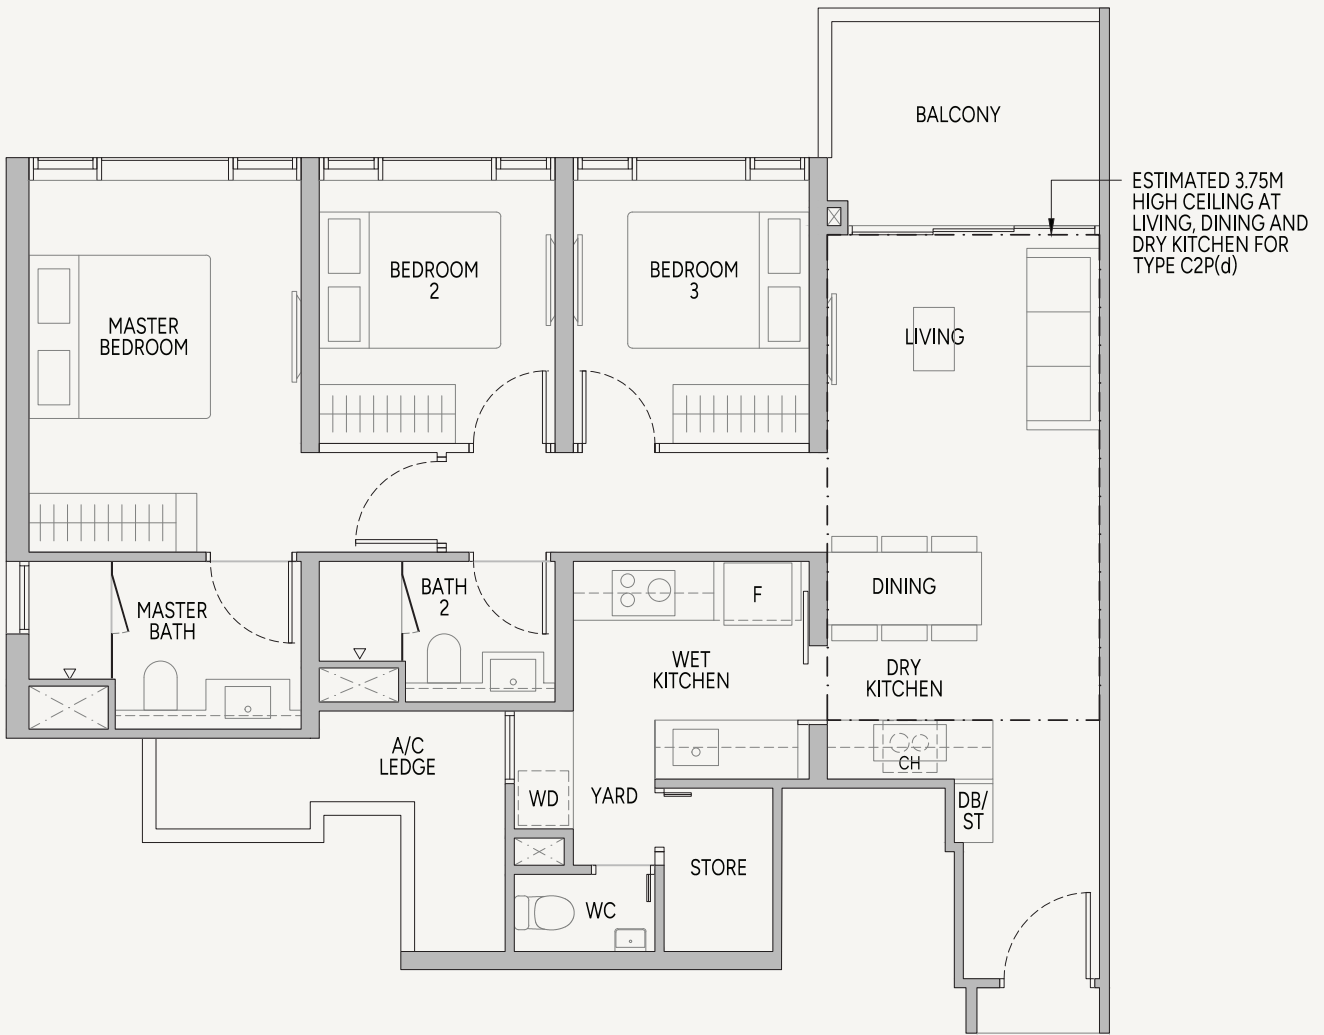 BALCONY
ESTIMATED 3.75M
HIGH CEILING AT
LIVING, DINING AND
DRY KITCHEN FOR
TYPE C2P(d)
MASTER
BEDROOM
BEDROOM
2
BEDROOM
3
LIVING
MASTER
BATH
BATH
2
F
DINING
WET
KITCHEN
DRY
KITCHEN
A/C
LEDGE
CH
WD
YARD
DB/
ST
STORE
WC